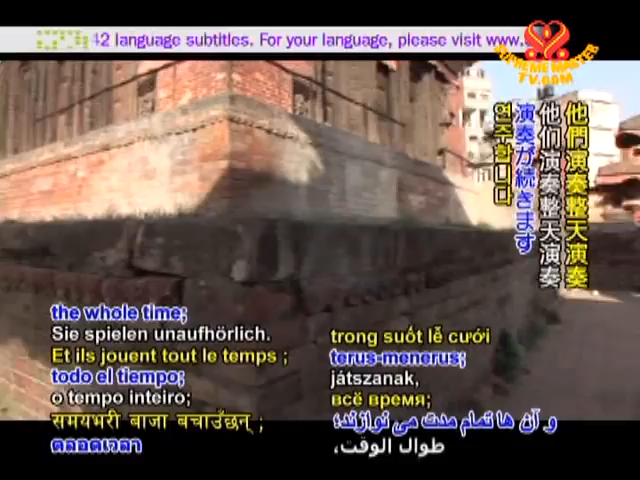 42 language subtitles. For your language, please visit www.
SUPREME MASTER
TV.COM
他們演奏整天演奏
他们演奏整天演奏
演奏が続きます
연주합니다
the whole time;
Sie spielen unaufhörlich.
Et ils jouent tout le temps ;
todo el tiempo;
o tempo inteiro;
समयभरी बाजा बचाउँछन् ;
ตลอดเวลา
trong suốt lễ cưới
terus-menerus;
játszanak,
всё время;
و آن ها تمام مدت می نوازند؛
طوال الوقت،